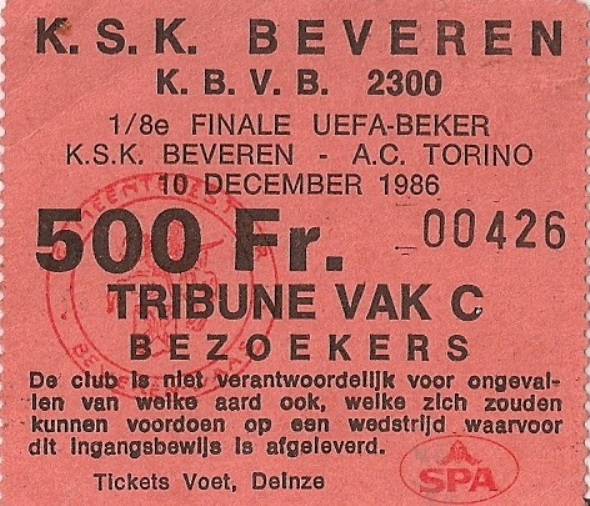 K. S. K. BEVEREN
K. B. V. B. 2300
1/8e FINALE UEFA-BEKER
K.S.K. BEVEREN - A.C. TORINO
10 DECEMBER 1986
500 Fr. 00426
TRIBUNE VAK C
BEZOEKERS
De club is niet verantwoordelijk voor ongeval-
len van welke aard ook, welke zich zouden
kunnen voordoen op een wedstrijd waarvoor
dit ingangsbewijs is afgeleverd.
Tickets Voet, Deinze
SPA